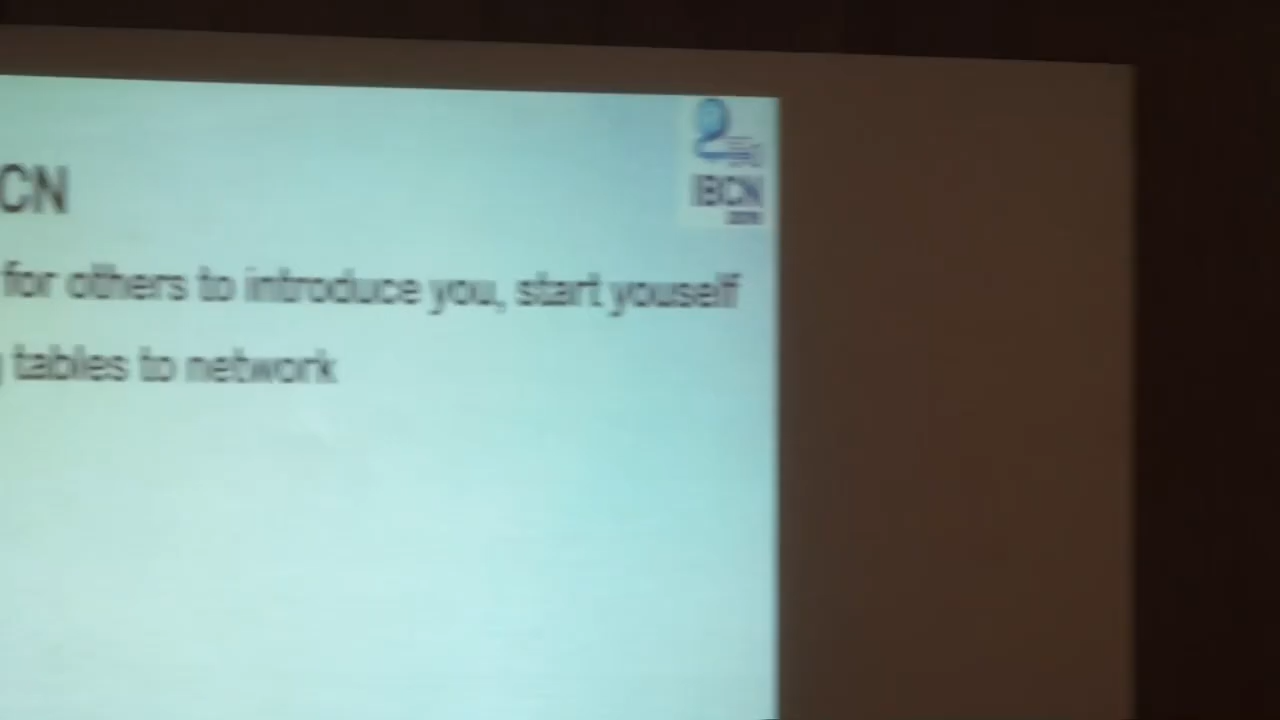 CN
for others to introduce you, start youself
tables to network
IBCN